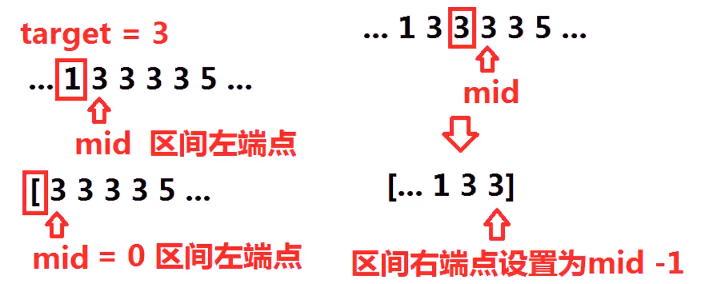 target = 3
... 1 3 3 3 3 5 ...
mid 区间左端点
[ 3 3 3 3 5 ...
mid = 0 区间左端点
... 1 3 3 3 3 5 ...
mid
[... 1 3 3]
区间右端点设置为mid -1